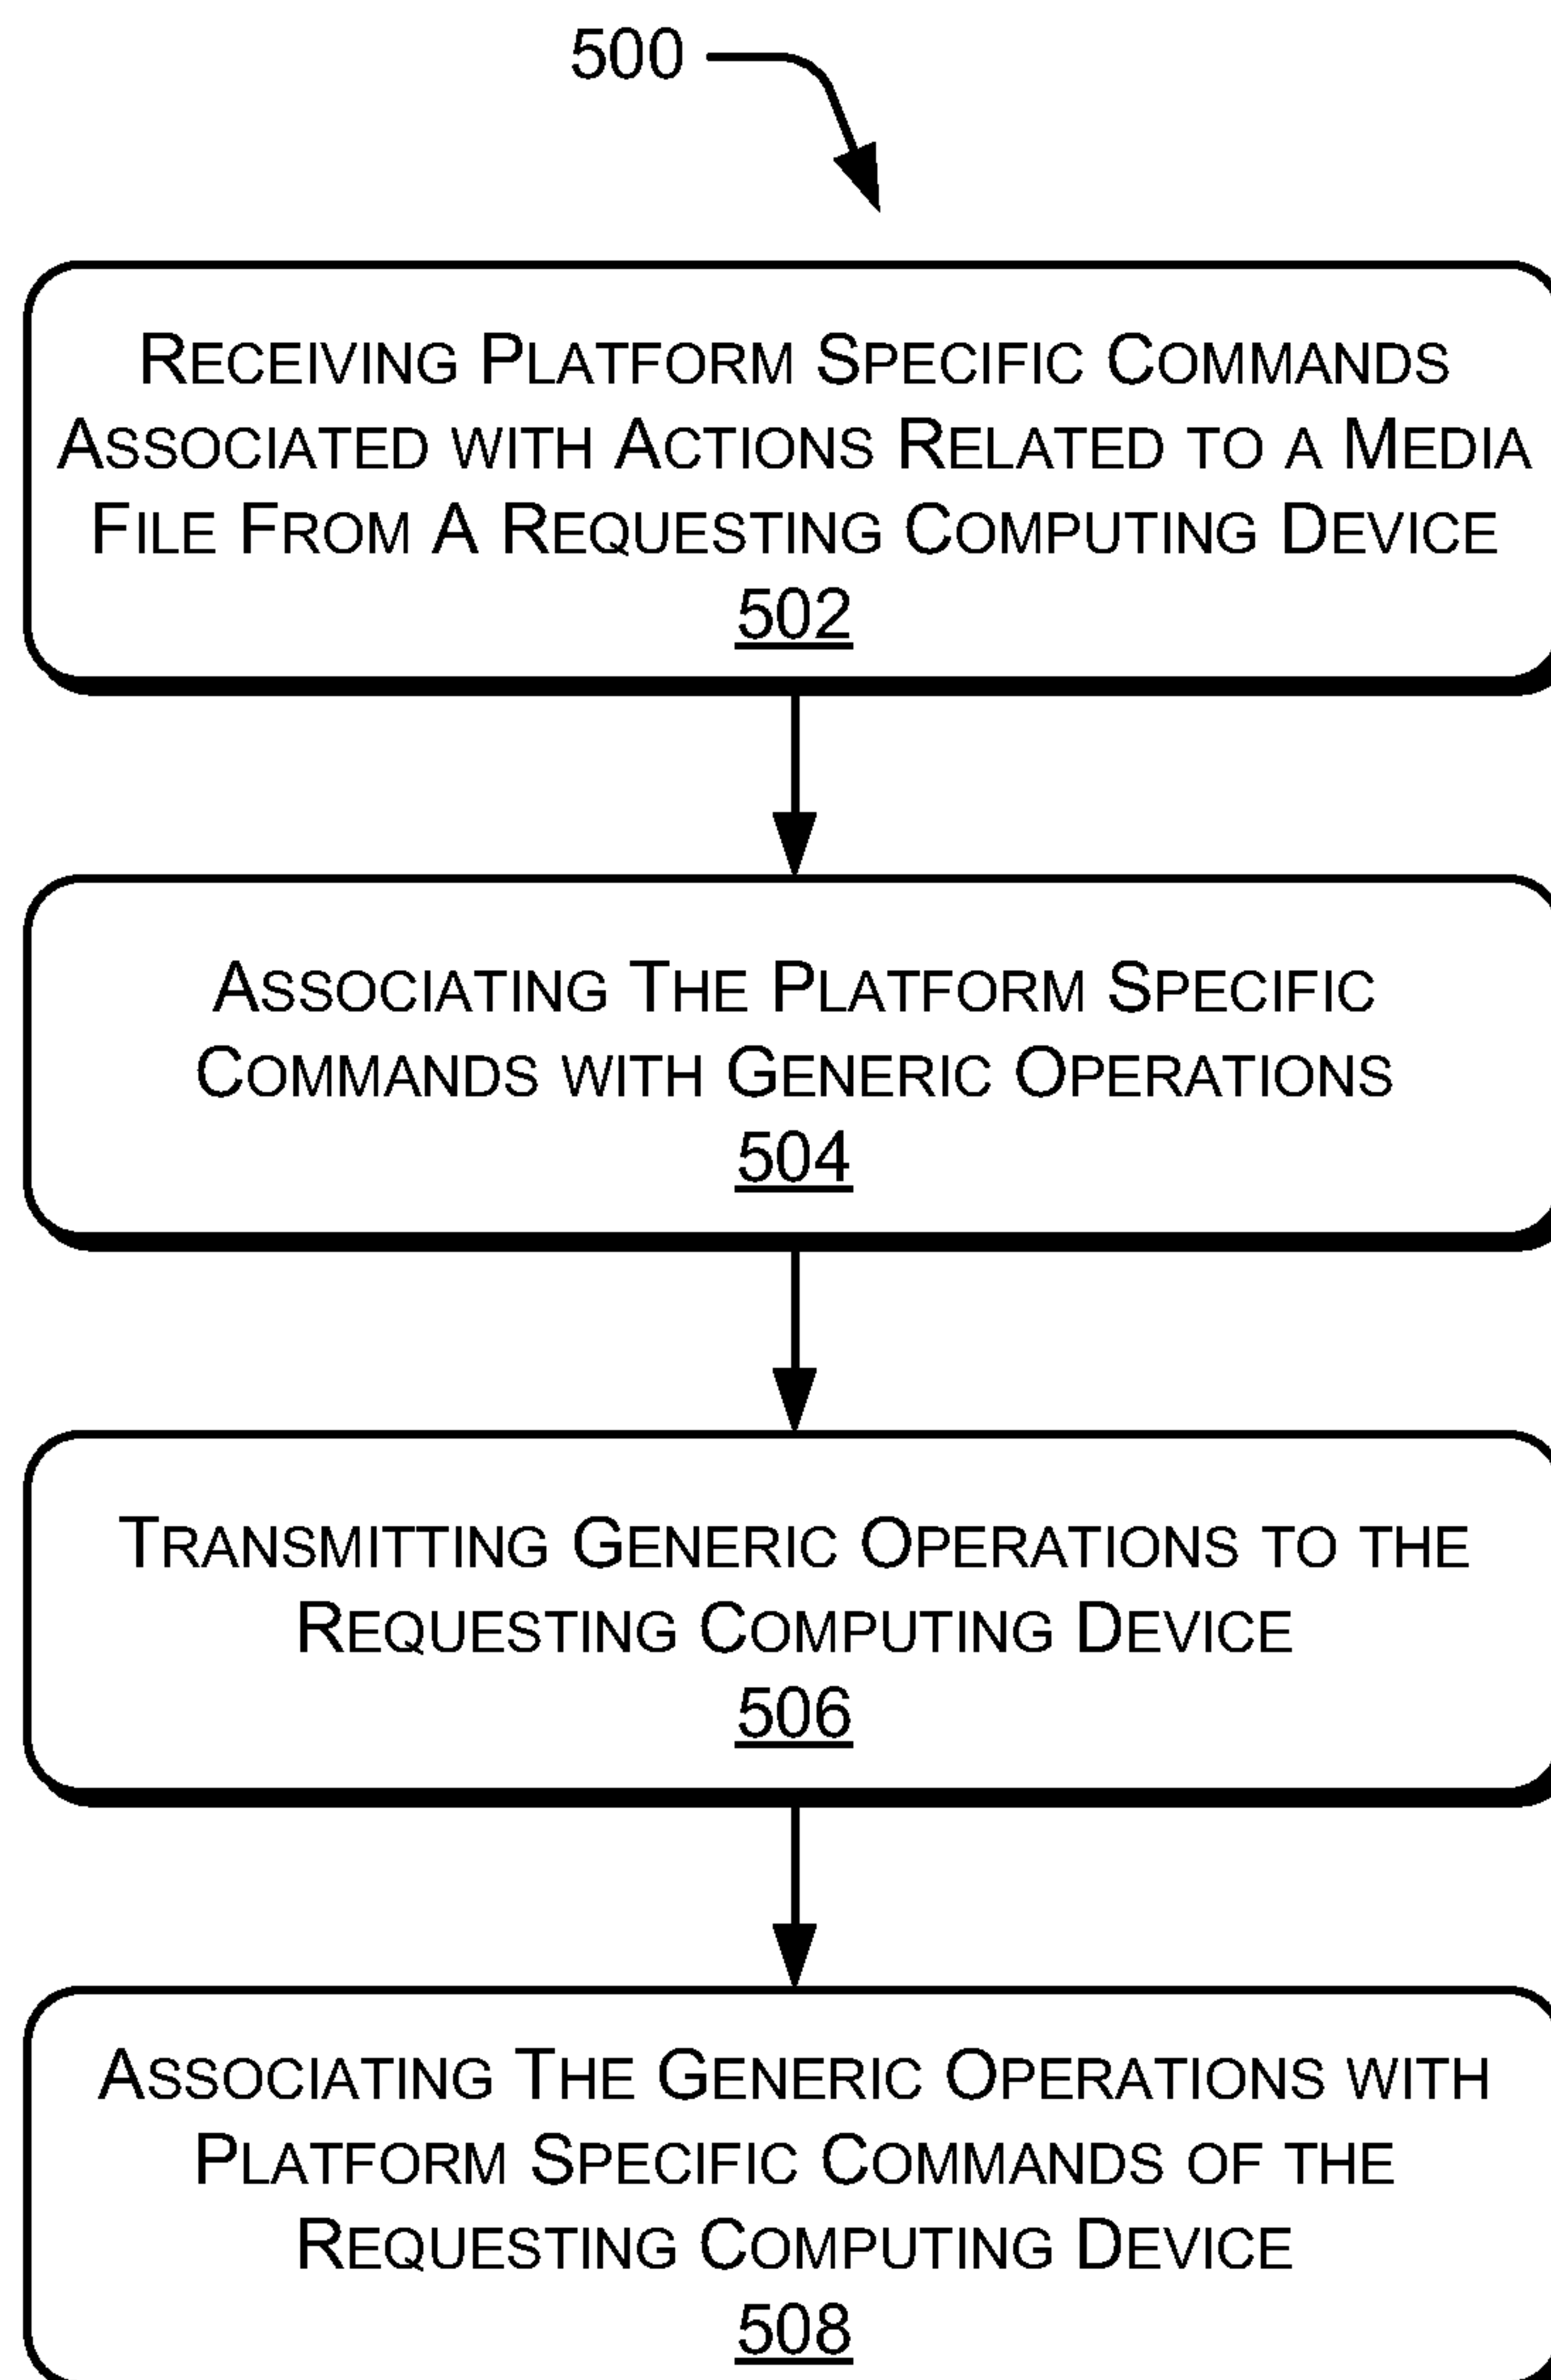 500
RECEIVING PLATFORM SPECIFIC COMMANDS
ASSOCIATED WITH ACTIONS RELATED TO A MEDIA
FILE FROM A REQUESTING COMPUTING DEVICE
502
ASSOCIATING THE PLATFORM SPECIFIC
COMMANDS WITH GENERIC OPERATIONS
504
TRANSMITTING GENERIC OPERATIONS TO THE
REQUESTING COMPUTING DEVICE
506
ASSOCIATING THE GENERIC OPERATIONS WITH
PLATFORM SPECIFIC COMMANDS OF THE
REQUESTING COMPUTING DEVICE
508